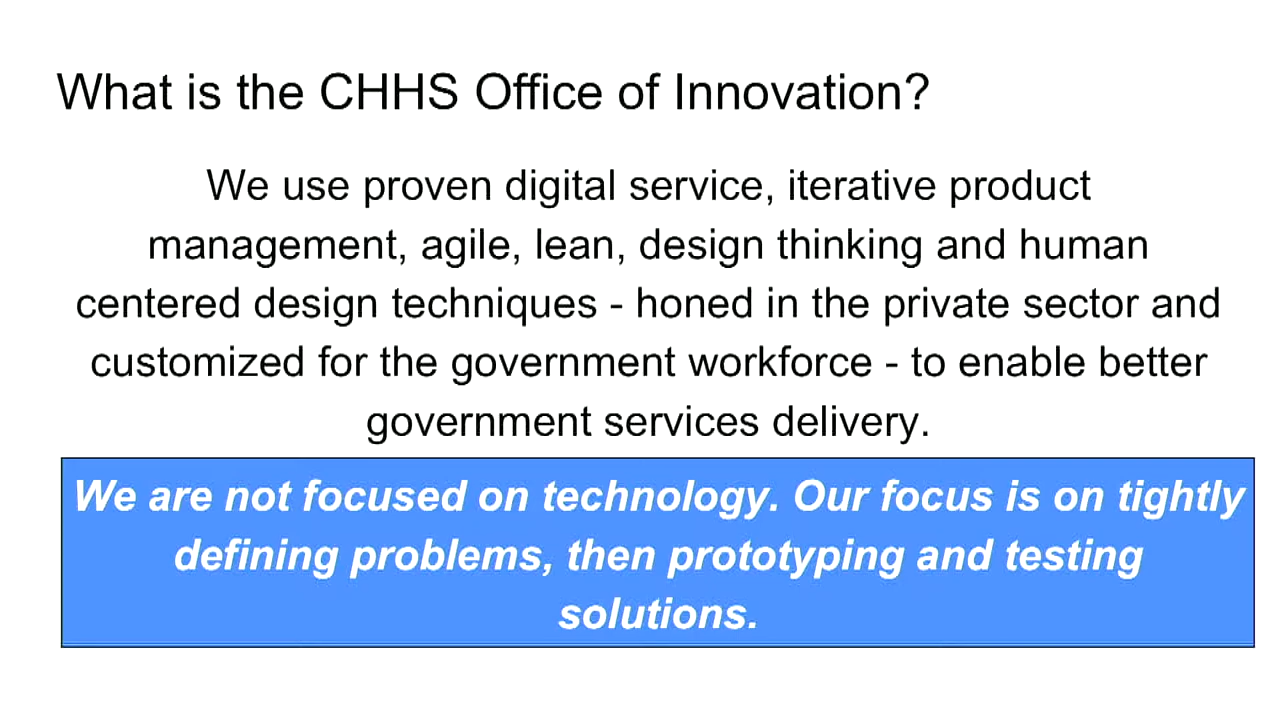 What is the CHHS Office of Innovation?
We use proven digital service, iterative product
management, agile, lean, design thinking and human
centered design techniques - honed in the private sector and
customized for the government workforce - to enable better
government services delivery.
We are not focused on technology. Our focus is on tightly
defining problems, then prototyping and testing
solutions.